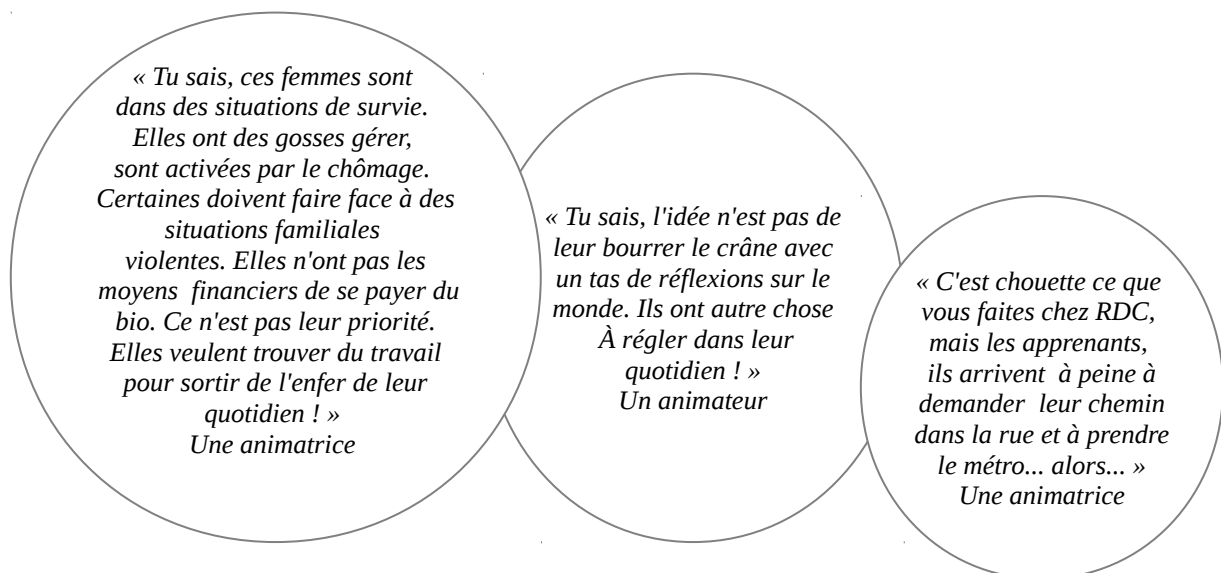 « Tu sais, ces femmes sont
dans des situations de survie.
Elles ont des gosses gérer,
sont activées par le chômage.
Certaines doivent faire face à des
situations familiales
violentes. Elles n'ont pas les
moyens  financiers de se payer du
bio. Ce n'est pas leur priorité.
Elles veulent trouver du travail
pour sortir de l'enfer de leur
quotidien ! »
Une animatrice
« Tu sais, l'idée n'est pas de
leur bourrer le crâne avec
un tas de réflexions sur le
monde. Ils ont autre chose
À régler dans leur
quotidien ! »
Un animateur
« C'est chouette ce que
vous faites chez RDC,
mais les apprenants,
ils arrivent  à peine à
demander  leur chemin
dans la rue et à prendre
le métro... alors... »
Une animatrice